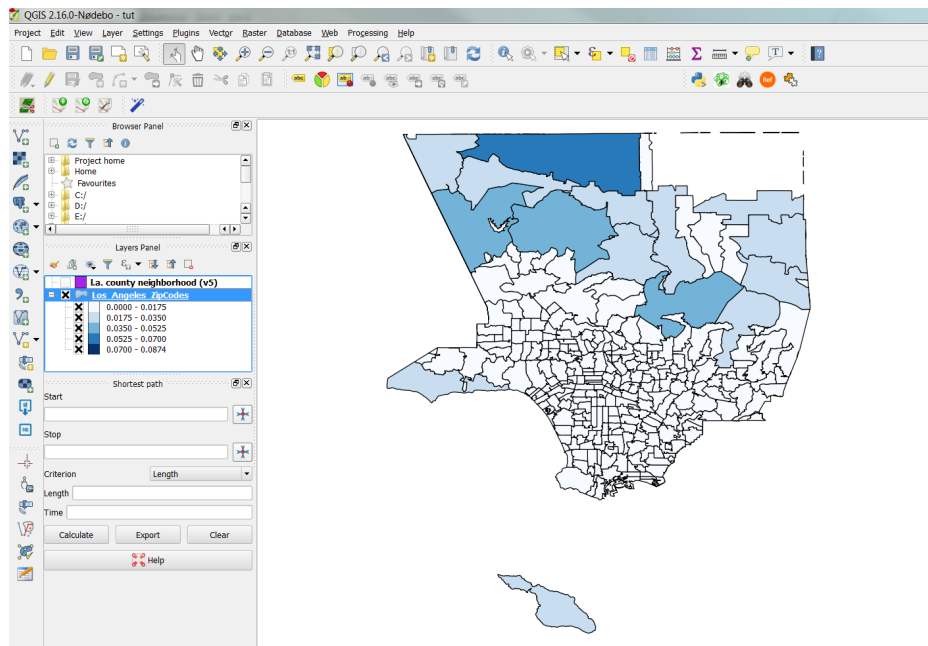 QGIS 2.16.0-Nødebo - tut
Project Edit View Layer Settings Plugins Vector Raster Database Web Processing Help
Browser Panel
Project home
Home
Favourites
C:/
D:/
E:/
Layers Panel
La. county neighborhood (v5)
Los_Angeles_ZipCodes
0.0000 - 0.0175
0.0175 - 0.0350
0.0350 - 0.0525
0.0525 - 0.0700
0.0700 - 0.0874
Shortest path
Start
Stop
Criterion Length
Length
Time
Calculate Export Clear
Help